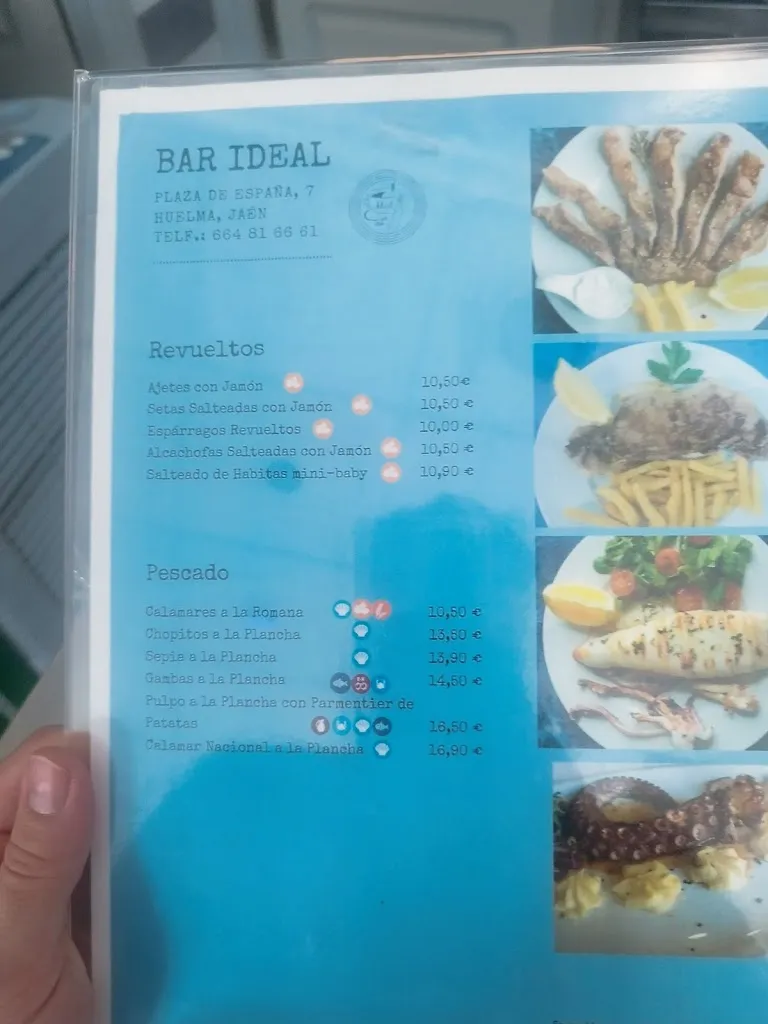 BAR IDEAL
PLAZA DE ESPAÑA, 7
HUELMA, JAÉN
TELF.: 664 81 66 61
Revueltos
Ajetes con Jamón 10,50€
Setas Salteadas con Jamón 10,50 €
Espárragos Revueltos 10,00 €
Alcachofas Salteadas con Jamón 10,50 €
Salteado de Habitas mini-baby 10,90 €
Pescado
Calamares a la Romana 10,50 €
Chopitos a la Plancha 13,50 €
Sepia a la Plancha 13,90 €
Gambas a la Plancha 14,50 €
Pulpo a la Plancha con Parmentier de
Patatas 16,50 €
Calamar Nacional a la Plancha 16,90 €